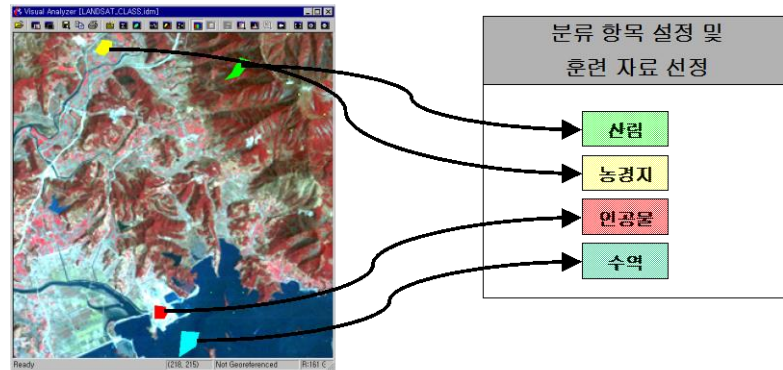 Visual Analyzer [LANDSAT_CLASS.idm]
Ready
(218, 215)
Not Georeferenced
분류 항목 설정 및
훈련 자료 선정
산림
농경지
인공물
수역